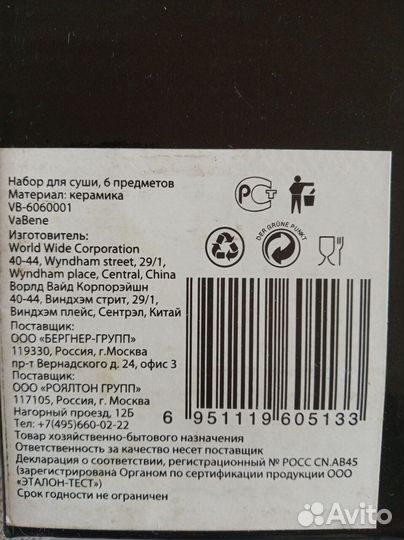 Набор для суши, 6 предметов
Материал: керамика
VB-6060001
VaBene
Изготовитель:
World Wide Corporation
40-44, Wyndham street, 29/1,
Wyndham place, Central, China
Ворлд Вайд Корпорэйшн
40-44, Виндхэм стрит, 29/1,
Виндхэм плейс, Сентрэл, Китай
Поставщик:
ООО «БЕРГНЕР-ГРУПП»
119330, Россия, г.Москва
пр-т Вернадского д. 24, офис 3
Поставщик:
ООО «РОЯЛТОН ГРУПП»
117105, Россия, г. Москва
Нагорный проезд, 12Б
Тел: +7(495)660-02-22
Товар хозяйственно-бытового назначения
Ответственность за качество несет поставщик
Декларация о соответствии, регистрационный № РОСС CN.АВ45
(зарегистрирована Органом по сертификации продукции ООО
«ЭТАЛОН-ТЕСТ»)
Срок годности не ограничен
РСТ
DER GRÜNE PUNKT
6 951119 605133
Avito